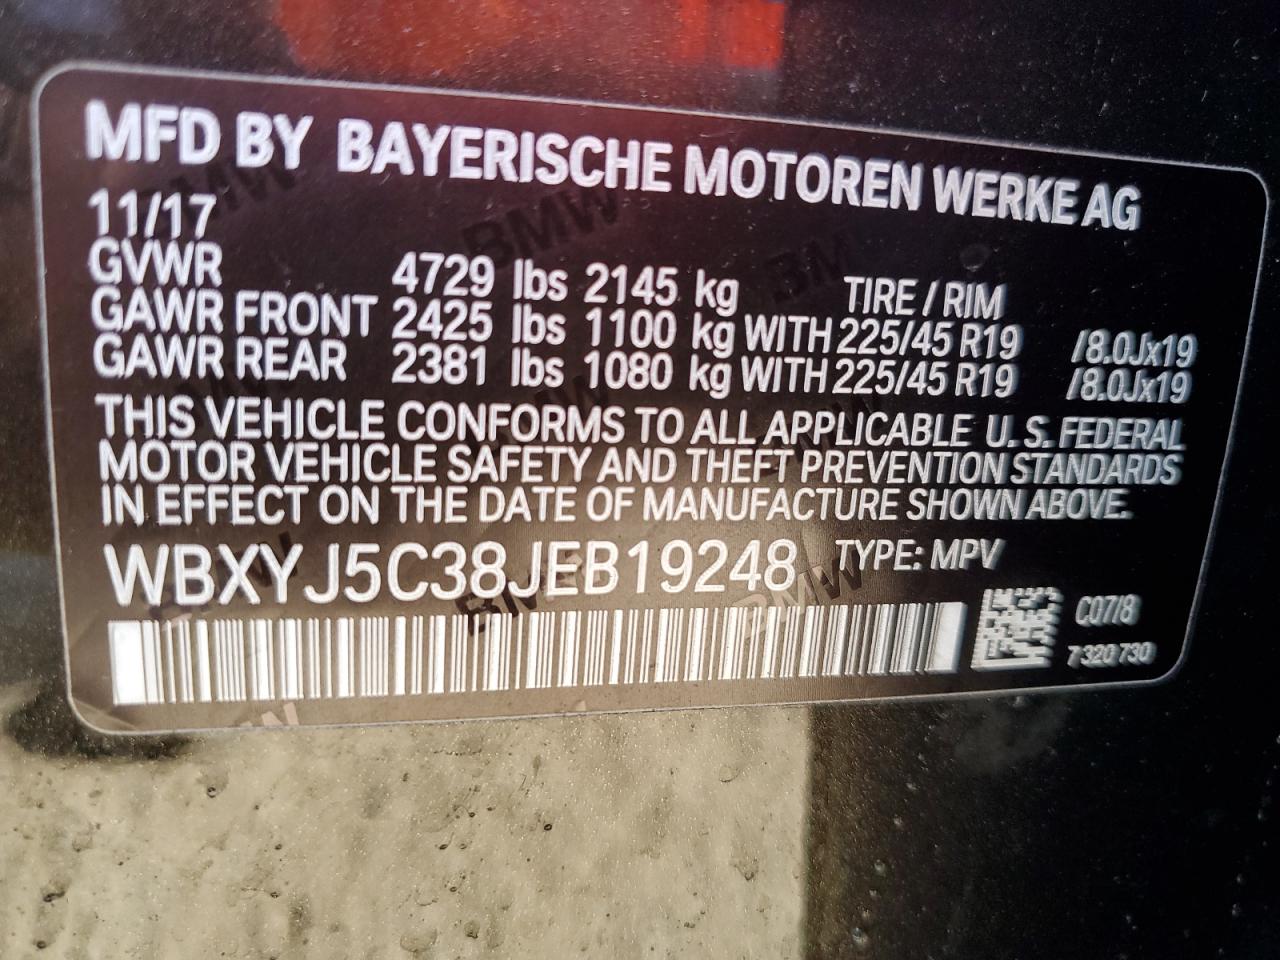 MFD BY BAYERISCHE MOTOREN WERKE AG
11/17
GVWR 4729 lbs 2145 kg TIRE / RIM
GAWR FRONT 2425 lbs 1100 kg WITH 225/45 R19 /8.0Jx19
GAWR REAR 2381 lbs 1080 kg WITH 225/45 R19 /8.0Jx19
THIS VEHICLE CONFORMS TO ALL APPLICABLE U.S. FEDERAL
MOTOR VEHICLE SAFETY AND THEFT PREVENTION STANDARDS
IN EFFECT ON THE DATE OF MANUFACTURE SHOWN ABOVE.
WBXYJ5C38JEB19248 TYPE: MPV
C07/8
7 320 730